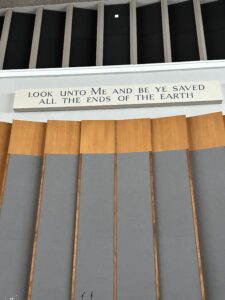 LOOK UNTO ME AND BE YE SAVED
ALL THE ENDS OF THE EARTH